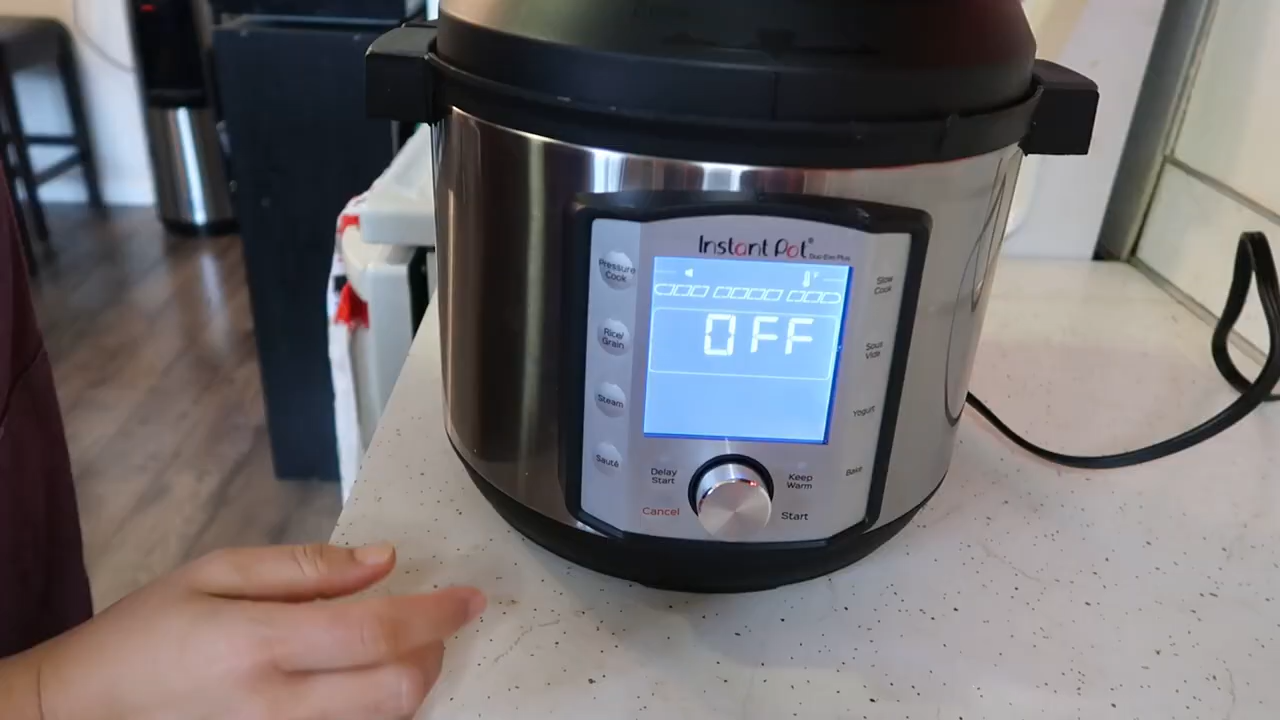 Instant Pot®
Duo Evo Plus
Pressure
Cook
Rice/
Grain
Steam
Sauté
°F
OFF
Slow
Cook
Sous
Vide
Yogurt
Bake
Delay
Start
Keep
Warm
Cancel
Start